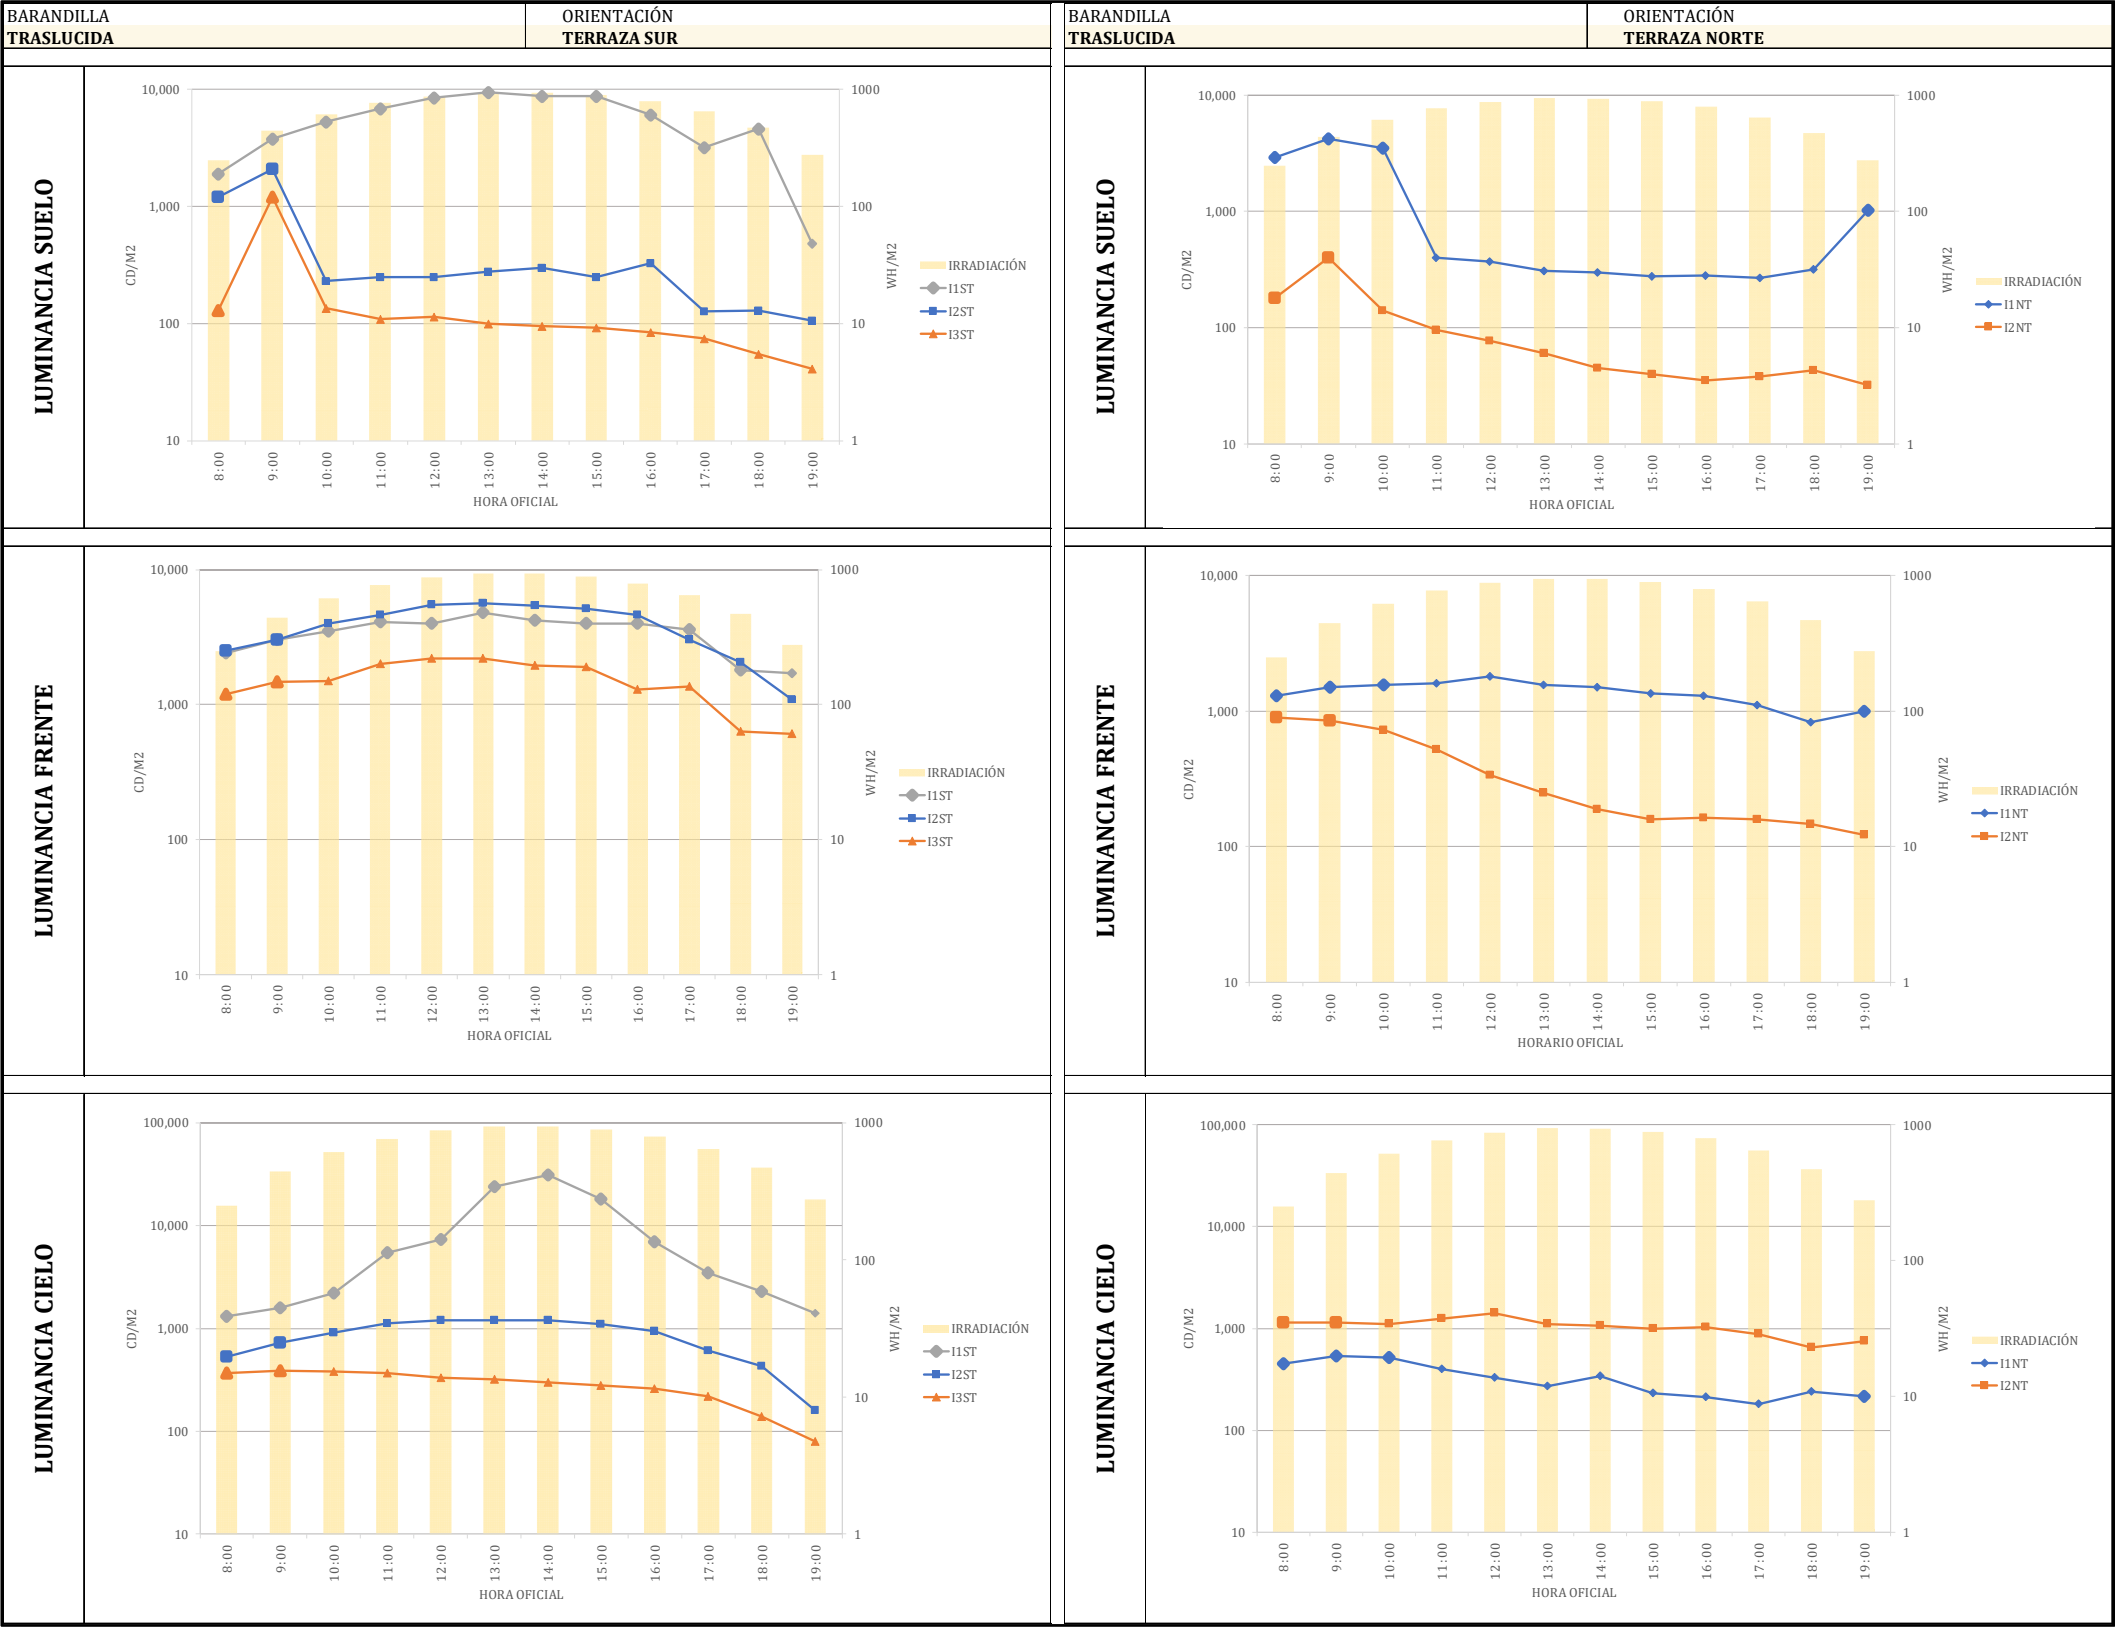 BARANDILLA ORIENTACIÓN
TRASLUCIDA TERRAZA SUR
LUMINANCIA SUELO
10,000
1,000
100
10
CD/M2
1000
100
10
1
WH/M2
8:00 9:00 10:00 11:00 12:00 13:00 14:00 15:00 16:00 17:00 18:00 19:00
HORA OFICIAL
IRRADIACIÓN
I1ST
I2ST
I3ST
LUMINANCIA FRENTE
10,000
1,000
100
10
CD/M2
1000
100
10
1
WH/M2
8:00 9:00 10:00 11:00 12:00 13:00 14:00 15:00 16:00 17:00 18:00 19:00
HORA OFICIAL
IRRADIACIÓN
I1ST
I2ST
I3ST
LUMINANCIA CIELO
100,000
10,000
1,000
100
10
CD/M2
1000
100
10
1
WH/M2
8:00 9:00 10:00 11:00 12:00 13:00 14:00 15:00 16:00 17:00 18:00 19:00
HORA OFICIAL
IRRADIACIÓN
I1ST
I2ST
I3ST
BARANDILLA ORIENTACIÓN
TRASLUCIDA TERRAZA NORTE
LUMINANCIA SUELO
10,000
1,000
100
10
CD/M2
1000
100
10
1
WH/M2
8:00 9:00 10:00 11:00 12:00 13:00 14:00 15:00 16:00 17:00 18:00 19:00
HORA OFICIAL
IRRADIACIÓN
I1NT
I2NT
LUMINANCIA FRENTE
10,000
1,000
100
10
CD/M2
1000
100
10
1
WH/M2
8:00 9:00 10:00 11:00 12:00 13:00 14:00 15:00 16:00 17:00 18:00 19:00
HORARIO OFICIAL
IRRADIACIÓN
I1NT
I2NT
LUMINANCIA CIELO
100,000
10,000
1,000
100
10
CD/M2
1000
100
10
1
WH/M2
8:00 9:00 10:00 11:00 12:00 13:00 14:00 15:00 16:00 17:00 18:00 19:00
HORA OFICIAL
IRRADIACIÓN
I1NT
I2NT